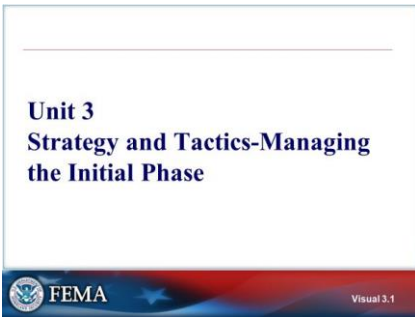 Unit 3
Strategy and Tactics-Managing
the Initial Phase
FEMA
Visual 3.1